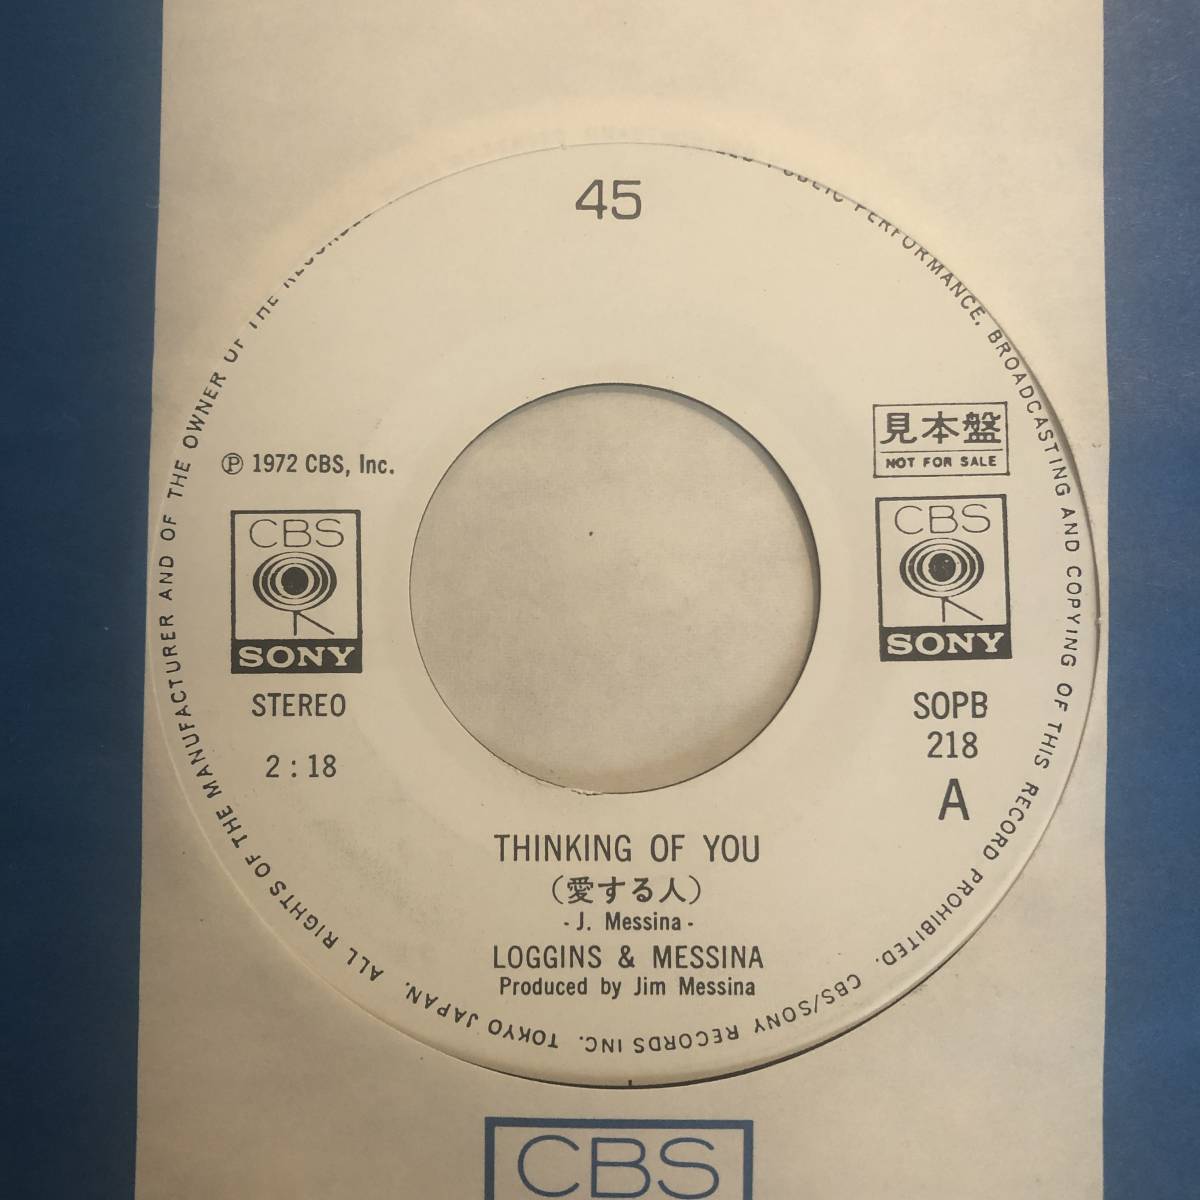 45
Ⓟ 1972 CBS, Inc.
見本盤
NOT FOR SALE
CBS
SONY
CBS
SONY
STEREO
2:18
SOPB
218
A
THINKING OF YOU
(愛する人)
- J. Messina -
LOGGINS & MESSINA
Produced by Jim Messina
ALL RIGHTS OF THE MANUFACTURER AND OF THE OWNER OF THE RECORDED
PUBLIC PERFORMANCE, BROADCASTING AND COPYING OF THIS RECORD PROHIBITED. CBS/SONY RECORDS INC. TOKYO JAPAN.
CBS